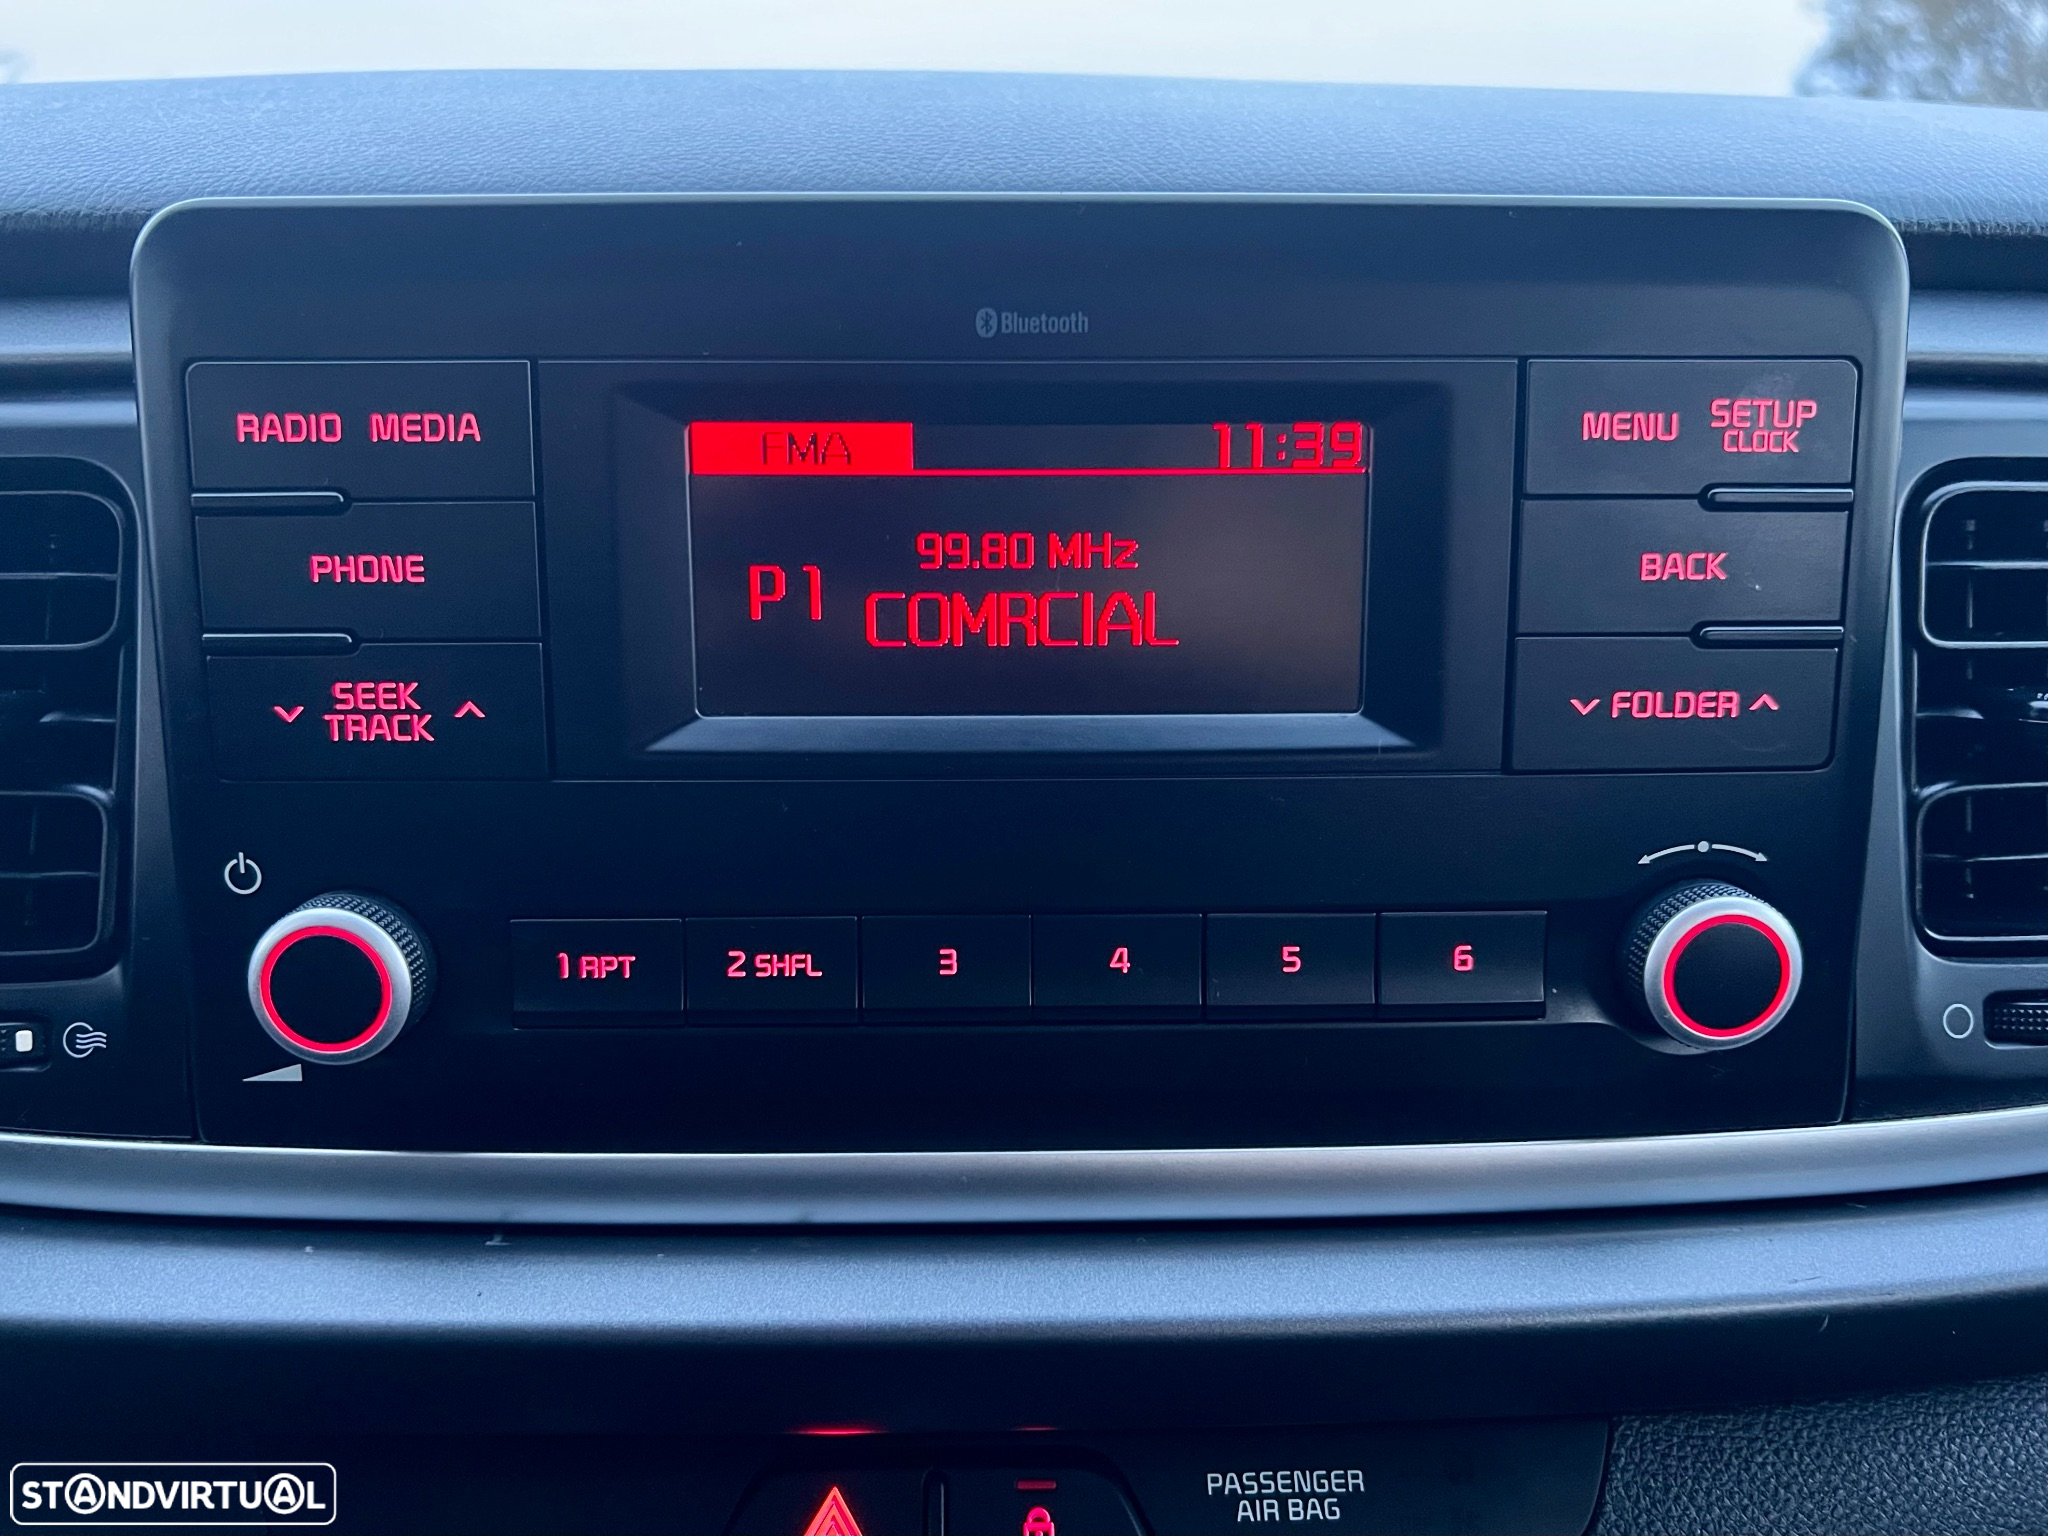 Bluetooth
RADIO MEDIA
MENU SETUP
CLOCK
FMA 11:39
PHONE
99.80 MHz
P1 COMRCIAL
BACK
SEEK
TRACK
FOLDER
1 RPT 2 SHFL 3 4 5 6
PASSENGER
AIR BAG
STANDVIRTUAL